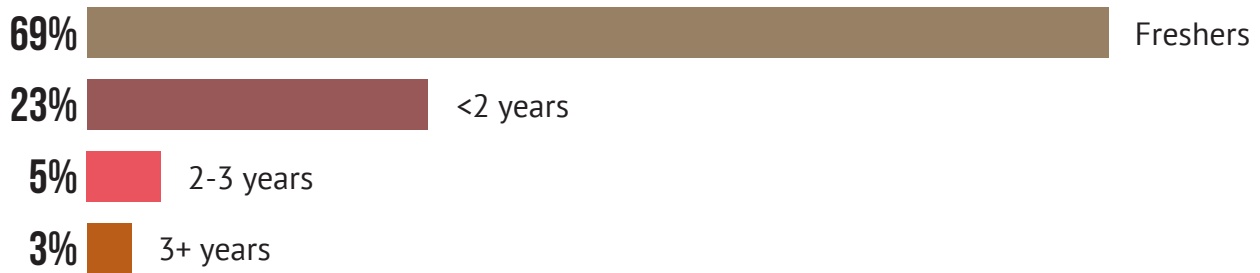 69% Freshers
23% <2 years
5% 2-3 years
3% 3+ years